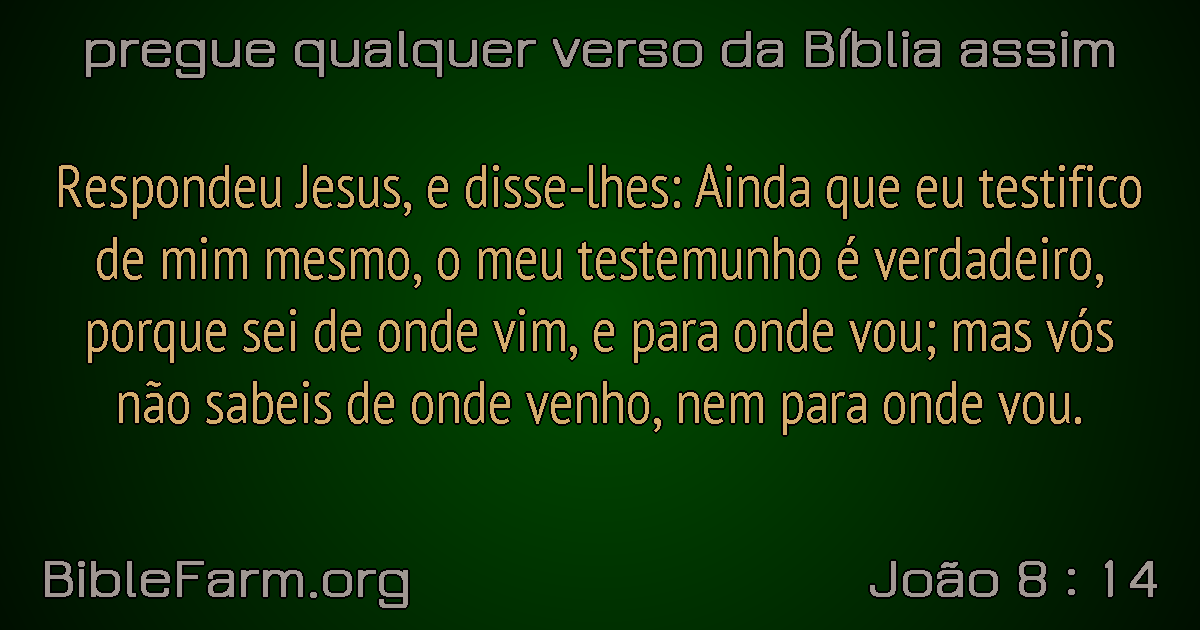 pregue qualquer verso da Bíblia assim
Respondeu Jesus, e disse-lhes: Ainda que eu testifico
de mim mesmo, o meu testemunho é verdadeiro,
porque sei de onde vim, e para onde vou; mas vós
não sabeis de onde venho, nem para onde vou.
BibleFarm.org
João 8 : 14